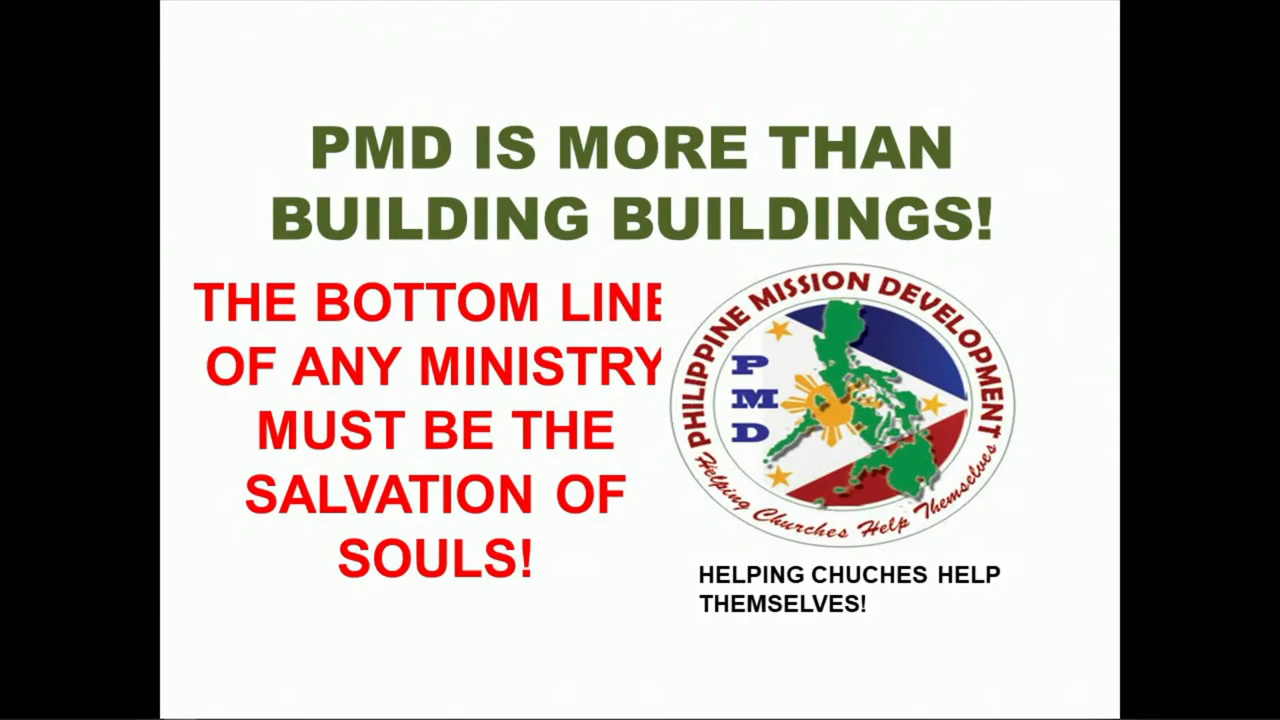 PMD IS MORE THAN
BUILDING BUILDINGS!
THE BOTTOM LINE
OF ANY MINISTRY
MUST BE THE
SALVATION OF
SOULS!
PHILIPPINE MISSION DEVELOPMENT
P
M
D
Helping Churches Help Themselves
HELPING CHUCHES HELP
THEMSELVES!